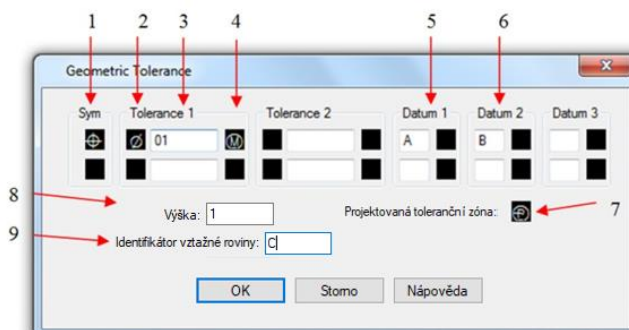 1 2 3 4 5 6
Geometric Tolerance
Sym Tolerance 1 Tolerance 2 Datum 1 Datum 2 Datum 3
Ø 01 Ⓜ A B
8 Výška: 1 Projektovaná toleranční zóna: Ⓟ 7
9 Identifikátor vztažné roviny: C
OK Storno Nápověda